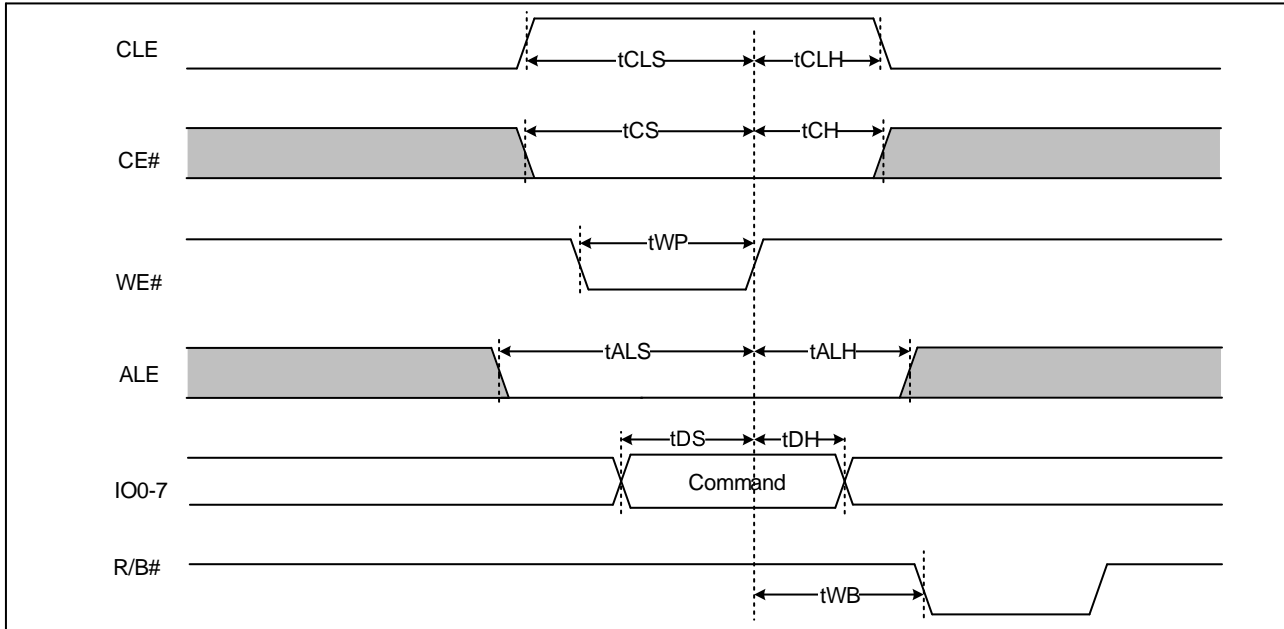 CLE
tCLS tCLH
CE#
tCS tCH
WE#
tWP
ALE
tALS tALH
tDS tDH
IO0-7
Command
R/B#
tWB